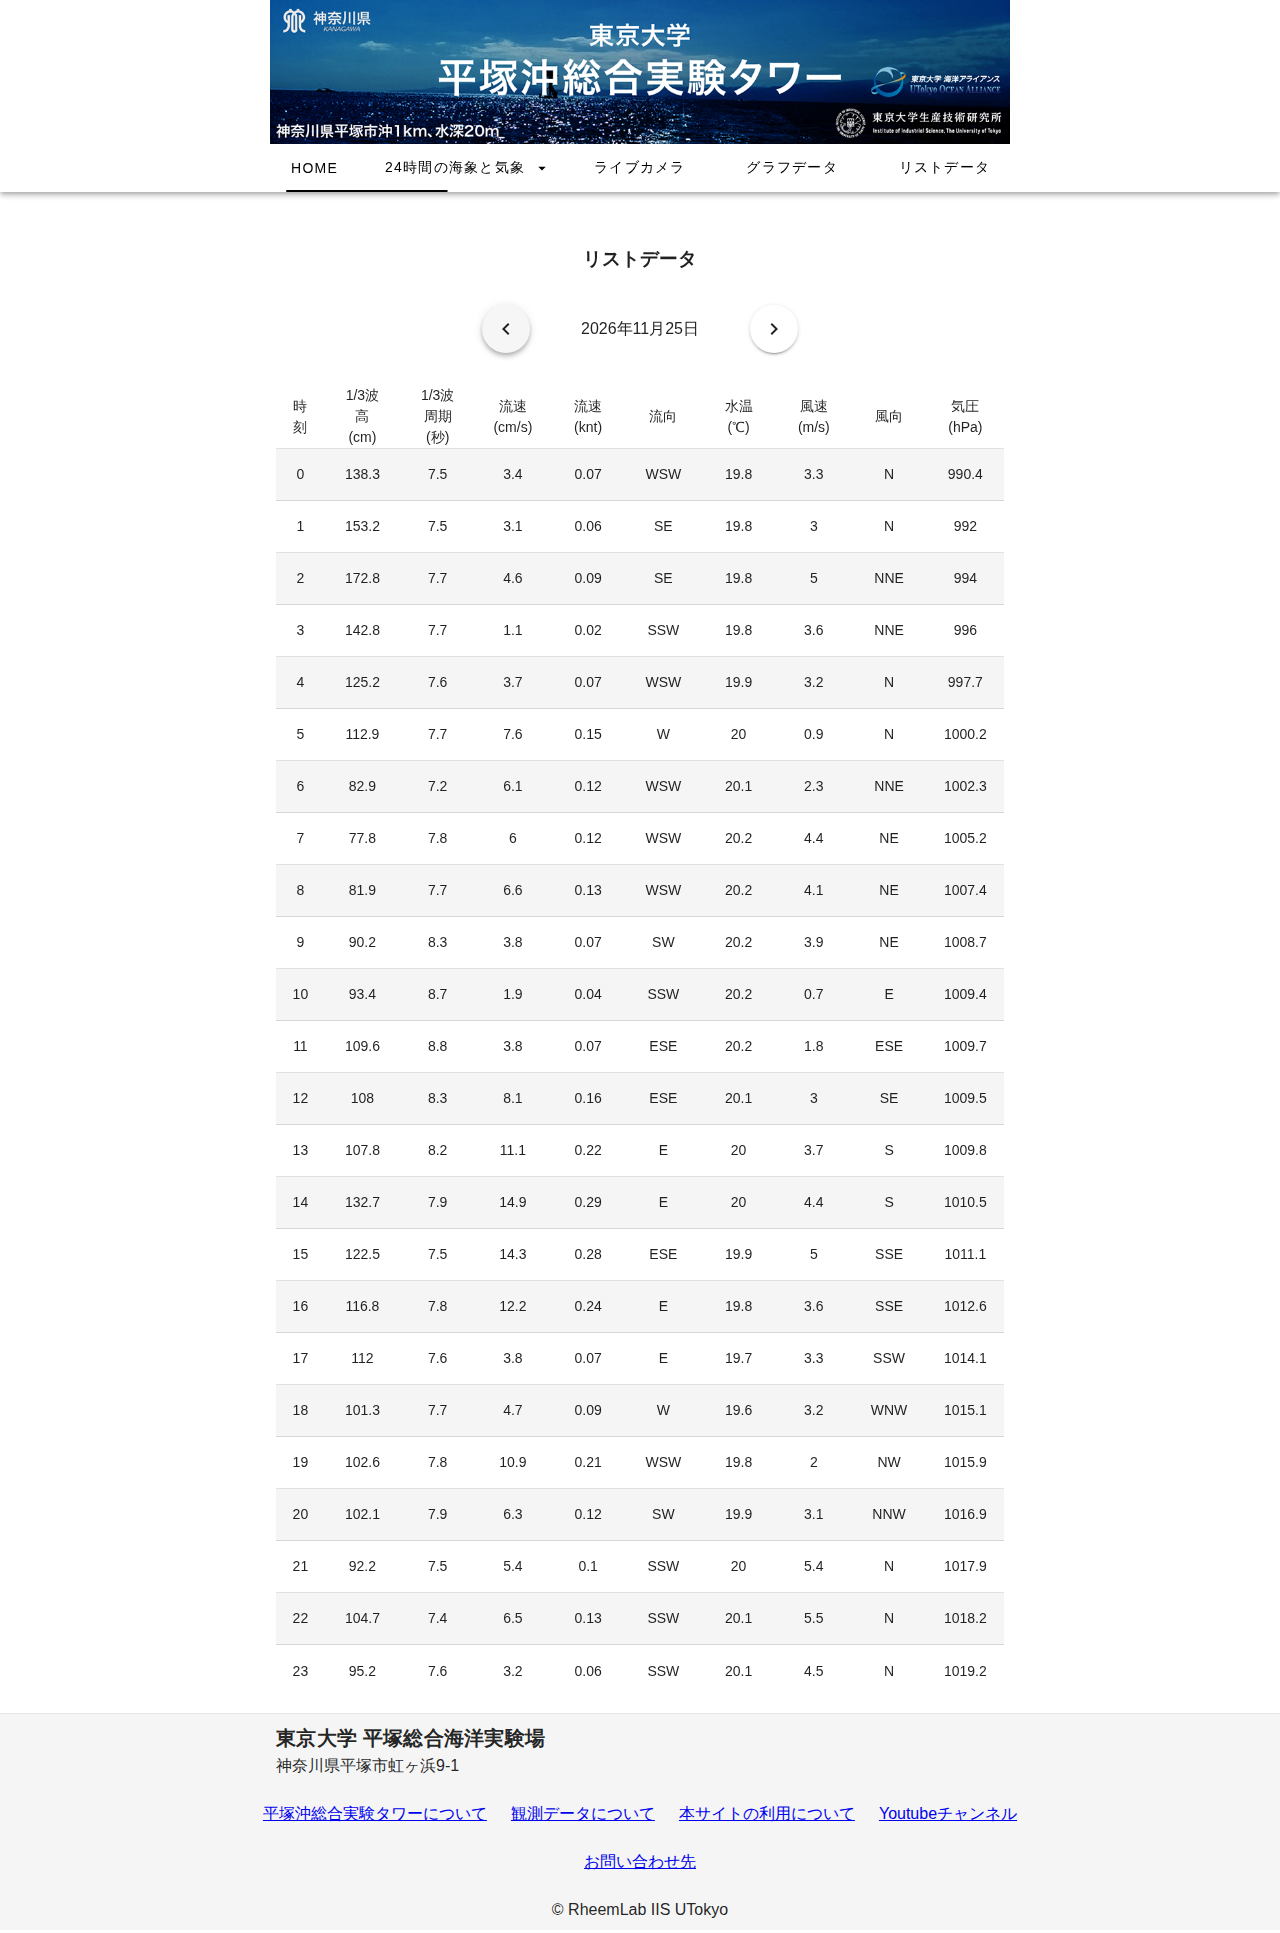 神奈川県
KANAGAWA
東京大学
平塚沖総合実験タワー
東京大学 海洋アライアンス
UTokyo OCEAN ALLIANCE
東京大学生産技術研究所
Institute of Industrial Science, The University of Tokyo
神奈川県平塚市沖1km、水深20m
HOME 24時間の海象と気象 ライブカメラ グラフデータ リストデータ
リストデータ
2026年11月25日
時刻 1/3波高(cm) 1/3波周期(秒) 流速(cm/s) 流速(knt) 流向 水温(℃) 風速(m/s) 風向 気圧(hPa)
0 138.3 7.5 3.4 0.07 WSW 19.8 3.3 N 990.4
1 153.2 7.5 3.1 0.06 SE 19.8 3 N 992
2 172.8 7.7 4.6 0.09 SE 19.8 5 NNE 994
3 142.8 7.7 1.1 0.02 SSW 19.8 3.6 NNE 996
4 125.2 7.6 3.7 0.07 WSW 19.9 3.2 N 997.7
5 112.9 7.7 7.6 0.15 W 20 0.9 N 1000.2
6 82.9 7.2 6.1 0.12 WSW 20.1 2.3 NNE 1002.3
7 77.8 7.8 6 0.12 WSW 20.2 4.4 NE 1005.2
8 81.9 7.7 6.6 0.13 WSW 20.2 4.1 NE 1007.4
9 90.2 8.3 3.8 0.07 SW 20.2 3.9 NE 1008.7
10 93.4 8.7 1.9 0.04 SSW 20.2 0.7 E 1009.4
11 109.6 8.8 3.8 0.07 ESE 20.2 1.8 ESE 1009.7
12 108 8.3 8.1 0.16 ESE 20.1 3 SE 1009.5
13 107.8 8.2 11.1 0.22 E 20 3.7 S 1009.8
14 132.7 7.9 14.9 0.29 E 20 4.4 S 1010.5
15 122.5 7.5 14.3 0.28 ESE 19.9 5 SSE 1011.1
16 116.8 7.8 12.2 0.24 E 19.8 3.6 SSE 1012.6
17 112 7.6 3.8 0.07 E 19.7 3.3 SSW 1014.1
18 101.3 7.7 4.7 0.09 W 19.6 3.2 WNW 1015.1
19 102.6 7.8 10.9 0.21 WSW 19.8 2 NW 1015.9
20 102.1 7.9 6.3 0.12 SW 19.9 3.1 NNW 1016.9
21 92.2 7.5 5.4 0.1 SSW 20 5.4 N 1017.9
22 104.7 7.4 6.5 0.13 SSW 20.1 5.5 N 1018.2
23 95.2 7.6 3.2 0.06 SSW 20.1 4.5 N 1019.2
東京大学 平塚総合海洋実験場
神奈川県平塚市虹ヶ浜9-1
平塚沖総合実験タワーについて 観測データについて 本サイトの利用について Youtubeチャンネル
お問い合わせ先
© RheemLab IIS UTokyo